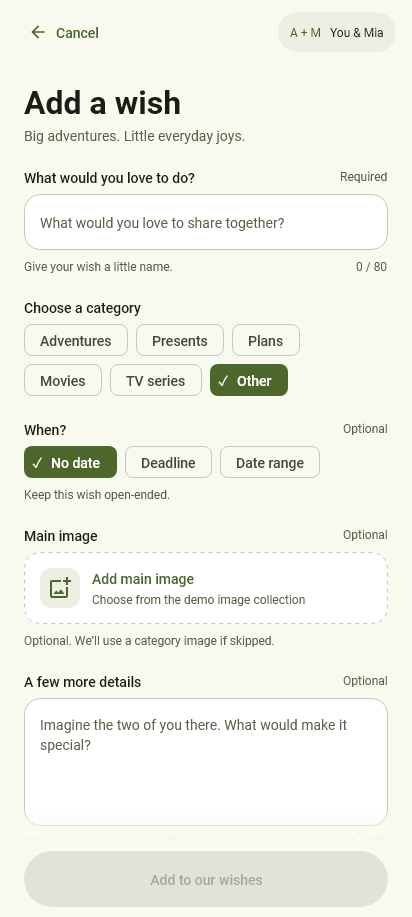 Cancel
A + M You & Mia
Add a wish
Big adventures. Little everyday joys.
What would you love to do? Required
What would you love to share together?
Give your wish a little name. 0 / 80
Choose a category
Adventures Presents Plans
Movies TV series ✓ Other
When? Optional
✓ No date Deadline Date range
Keep this wish open-ended.
Main image Optional
Add main image
Choose from the demo image collection
Optional. We'll use a category image if skipped.
A few more details Optional
Imagine the two of you there. What would make it
special?
Add to our wishes